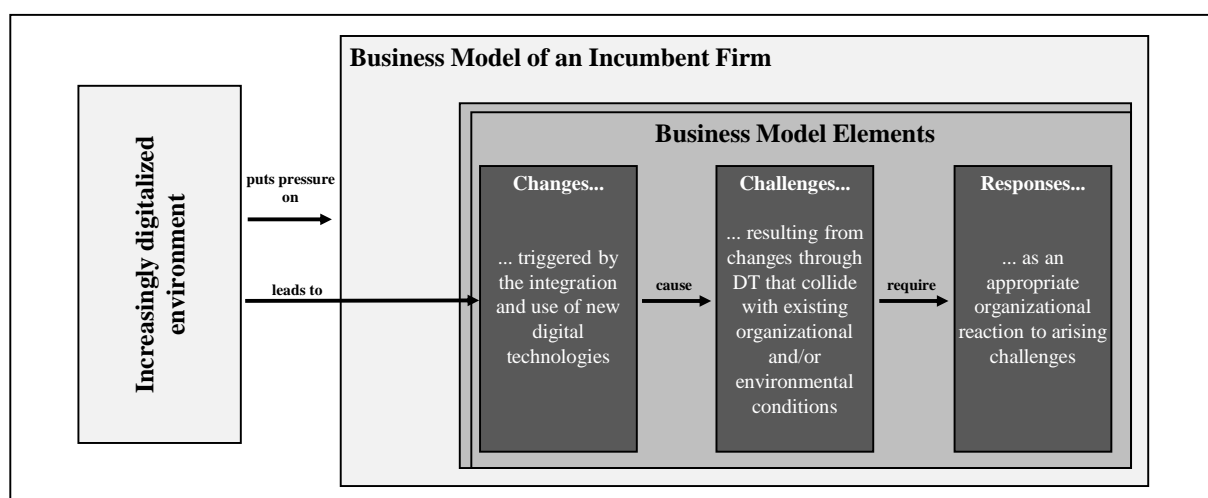 Business Model of an Incumbent Firm
Increasingly digitalized
environment
puts pressure
on
leads to
Business Model Elements
Changes...
... triggered by
the integration
and use of new
digital
technologies
cause
Challenges...
... resulting from
changes through
DT that collide
with existing
organizational
and/or
environmental
conditions
require
Responses...
... as an
appropriate
organizational
reaction to arising
challenges